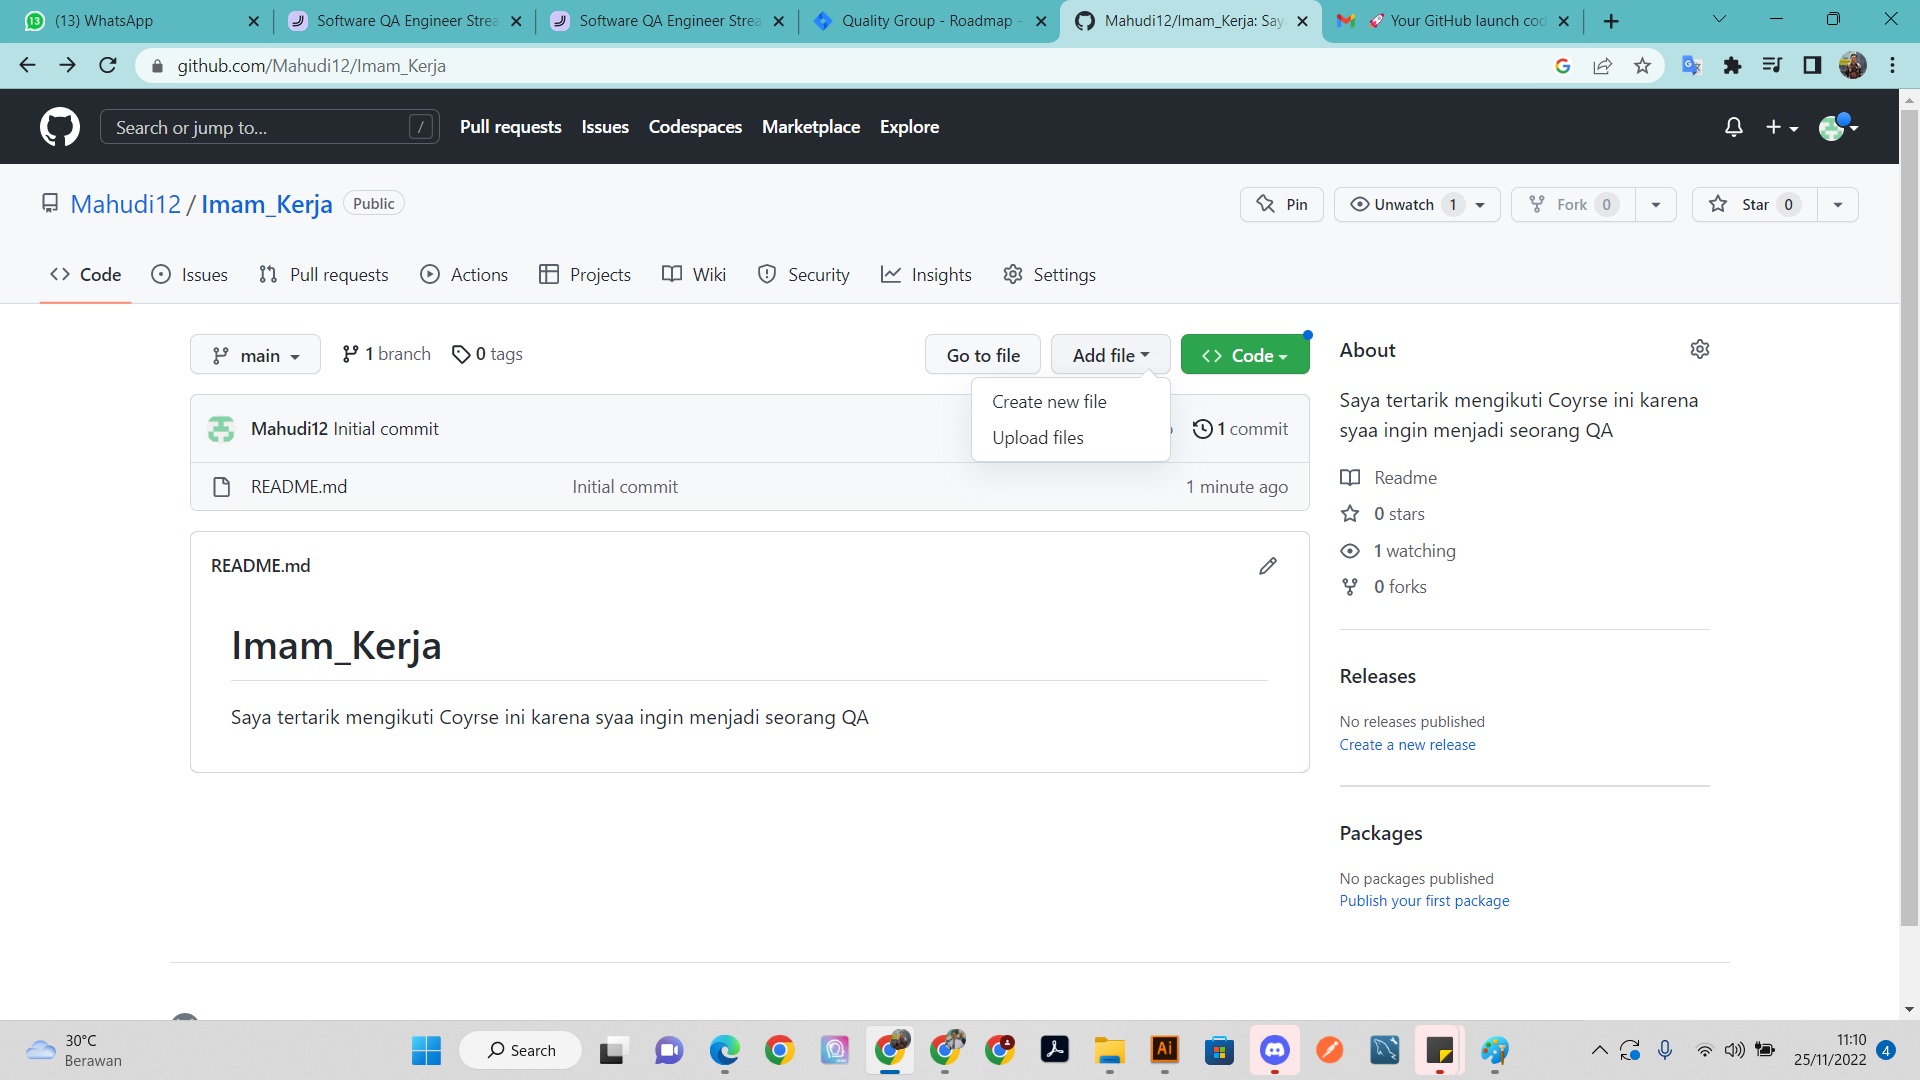 13 (13) WhatsApp
Software QA Engineer Strea
Software QA Engineer Strea
Quality Group - Roadmap -
Mahudi12/Imam_Kerja: Say
🚀 Your GitHub launch cod
github.com/Mahudi12/Imam_Kerja
Search or jump to... /
Pull requests
Issues
Codespaces
Marketplace
Explore
Mahudi12 / Imam_Kerja Public
Pin
Unwatch 1
Fork 0
Star 0
Code
Issues
Pull requests
Actions
Projects
Wiki
Security
Insights
Settings
main
1 branch
0 tags
Go to file
Add file
Code
Create new file
Upload files
Mahudi12 Initial commit
1 commit
README.md
Initial commit
1 minute ago
README.md
Imam_Kerja
Saya tertarik mengikuti Coyrse ini karena syaa ingin menjadi seorang QA
About
Saya tertarik mengikuti Coyrse ini karena
syaa ingin menjadi seorang QA
Readme
0 stars
1 watching
0 forks
Releases
No releases published
Create a new release
Packages
No packages published
Publish your first package
30°C
Berawan
Search
Ai
11:10
25/11/2022
4